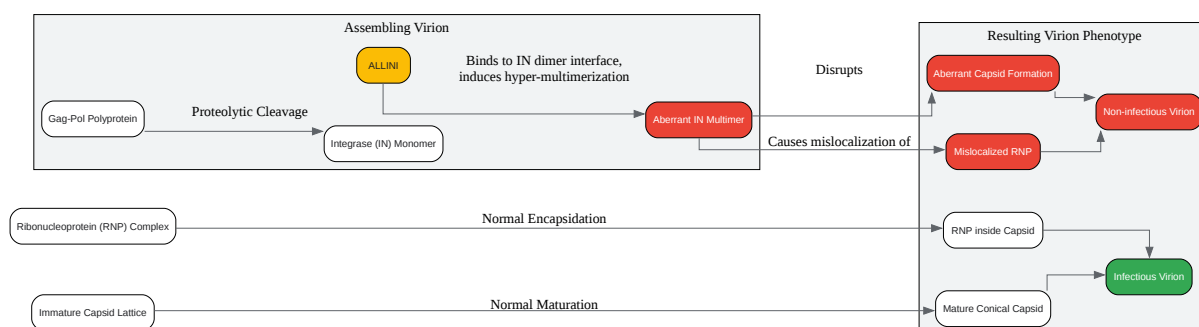 Assembling Virion
Resulting Virion Phenotype
ALLINI
Binds to IN dimer interface,
induces hyper-multimerization
Disrupts
Aberrant Capsid Formation
Gag-Pol Polyprotein
Proteolytic Cleavage
Integrase (IN) Monomer
Aberrant IN Multimer
Non-infectious Virion
Causes mislocalization of
Mislocalized RNP
Ribonucleoprotein (RNP) Complex
Normal Encapsidation
RNP inside Capsid
Infectious Virion
Immature Capsid Lattice
Normal Maturation
Mature Conical Capsid